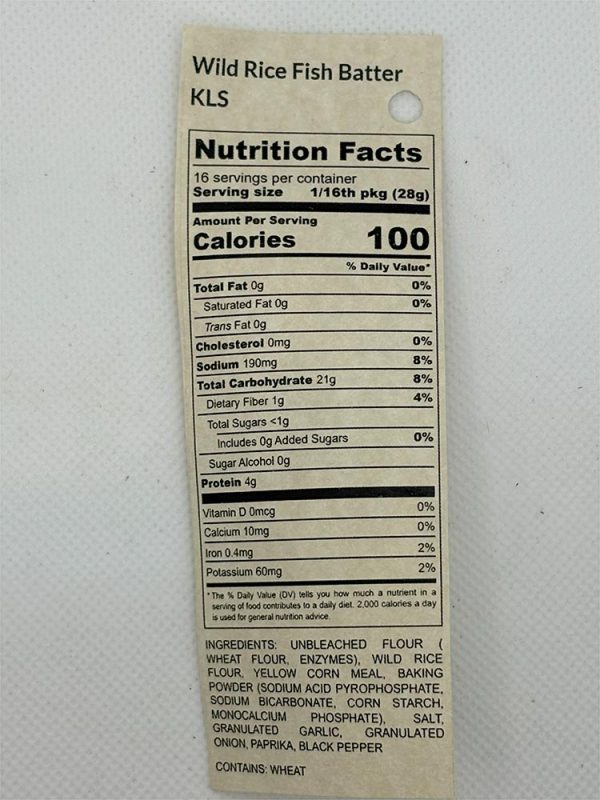 Wild Rice Fish Batter
KLS
Nutrition Facts
16 servings per container
Serving size 1/16th pkg (28g)
Amount Per Serving
Calories 100
% Daily Value*
Total Fat 0g 0%
Saturated Fat 0g 0%
Trans Fat 0g
Cholesterol 0mg 0%
Sodium 190mg 8%
Total Carbohydrate 21g 8%
Dietary Fiber 1g 4%
Total Sugars <1g
Includes 0g Added Sugars 0%
Sugar Alcohol 0g
Protein 4g
Vitamin D 0mcg 0%
Calcium 10mg 0%
Iron 0.4mg 2%
Potassium 60mg 2%
*The % Daily Value (DV) tells you how much a nutrient in a
serving of food contributes to a daily diet. 2,000 calories a day
is used for general nutrition advice.
INGREDIENTS: UNBLEACHED FLOUR (
WHEAT FLOUR, ENZYMES), WILD RICE
FLOUR, YELLOW CORN MEAL, BAKING
POWDER (SODIUM ACID PYROPHOSPHATE,
SODIUM BICARBONATE, CORN STARCH,
MONOCALCIUM PHOSPHATE), SALT,
GRANULATED GARLIC, GRANULATED
ONION, PAPRIKA, BLACK PEPPER
CONTAINS: WHEAT